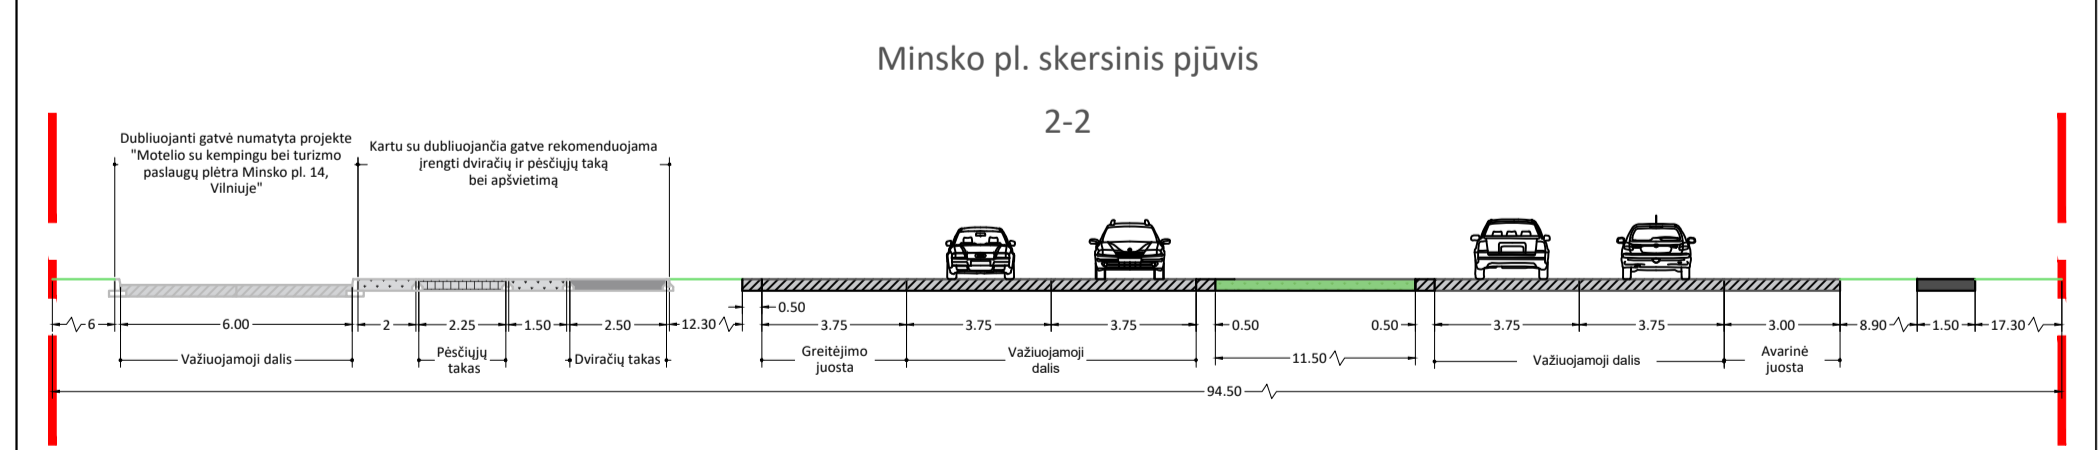 Minsko pl. skersinis pjūvis
2-2
Dubliuojanti gatvė numatyta projekte
"Motelio su kempingu bei turizmo
paslaugų plėtra Minsko pl. 14,
Vilniuje"
Kartu su dubliuojančia gatve rekomenduojama
įrengti dviračių ir pėsčiųjų taką
bei apšvietimą
6
6.00
2
2.25
1.50
2.50
12.30
0.50
3.75
3.75
3.75
0.50
0.50
3.75
3.75
3.00
8.90
1.50
17.30
Važiuojamoji dalis
Pėsčiųjų
takas
Dviračių takas
Greitėjimo
juosta
Važiuojamoji
dalis
11.50
Važiuojamoji dalis
Avarinė
juosta
94.50